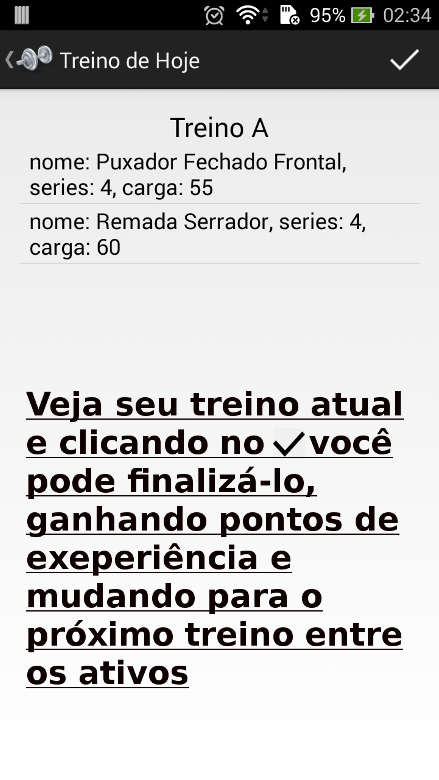 95% 02:34
Treino de Hoje
Treino A
nome: Puxador Fechado Frontal,
series: 4, carga: 55
nome: Remada Serrador, series: 4,
carga: 60
Veja seu treino atual
e clicando no ✓ você
pode finalizá-lo,
ganhando pontos de
exeperiência e
mudando para o
próximo treino entre
os ativos